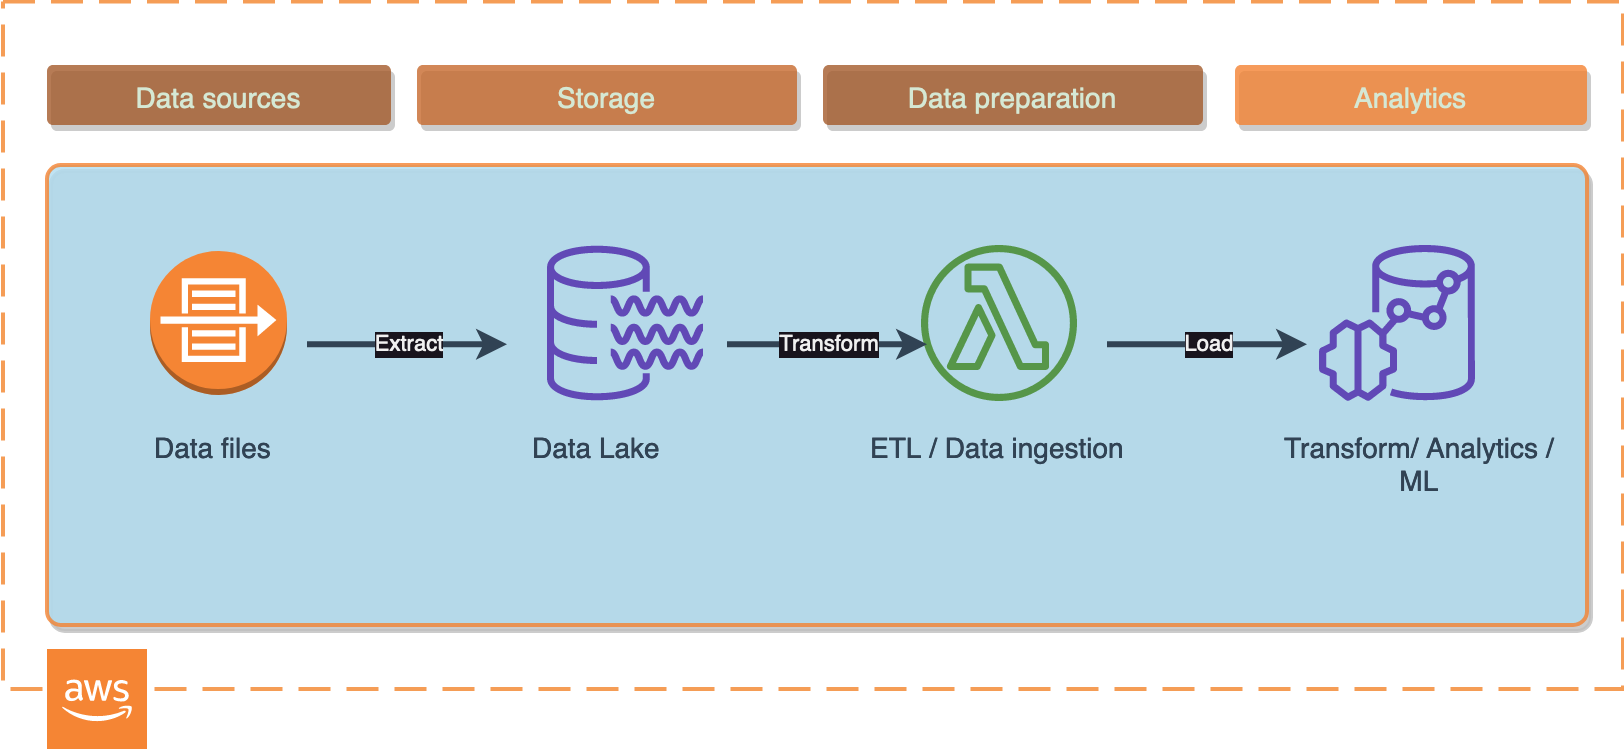 Data sources
Storage
Data preparation
Analytics
Extract
Transform
Load
Data files
Data Lake
ETL / Data ingestion
Transform/ Analytics /
ML
aws